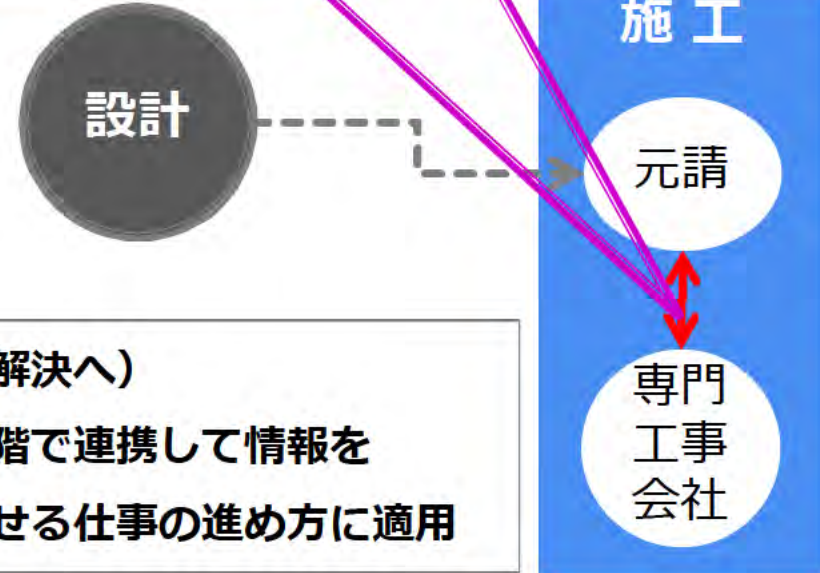 施工
設計
元請
解決へ）
階で連携して情報を
せる仕事の進め方に適用
専門
工事
会社